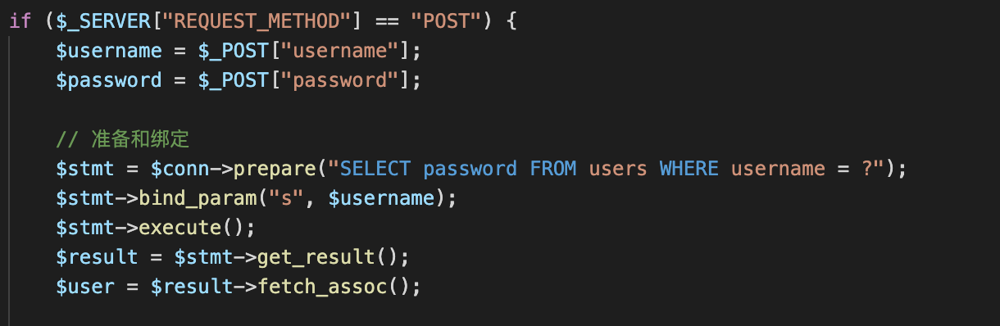 if ($_SERVER["REQUEST_METHOD"] == "POST") {
    $username = $_POST["username"];
    $password = $_POST["password"];

    // 准备和绑定
    $stmt = $conn->prepare("SELECT password FROM users WHERE username = ?");
    $stmt->bind_param("s", $username);
    $stmt->execute();
    $result = $stmt->get_result();
    $user = $result->fetch_assoc();